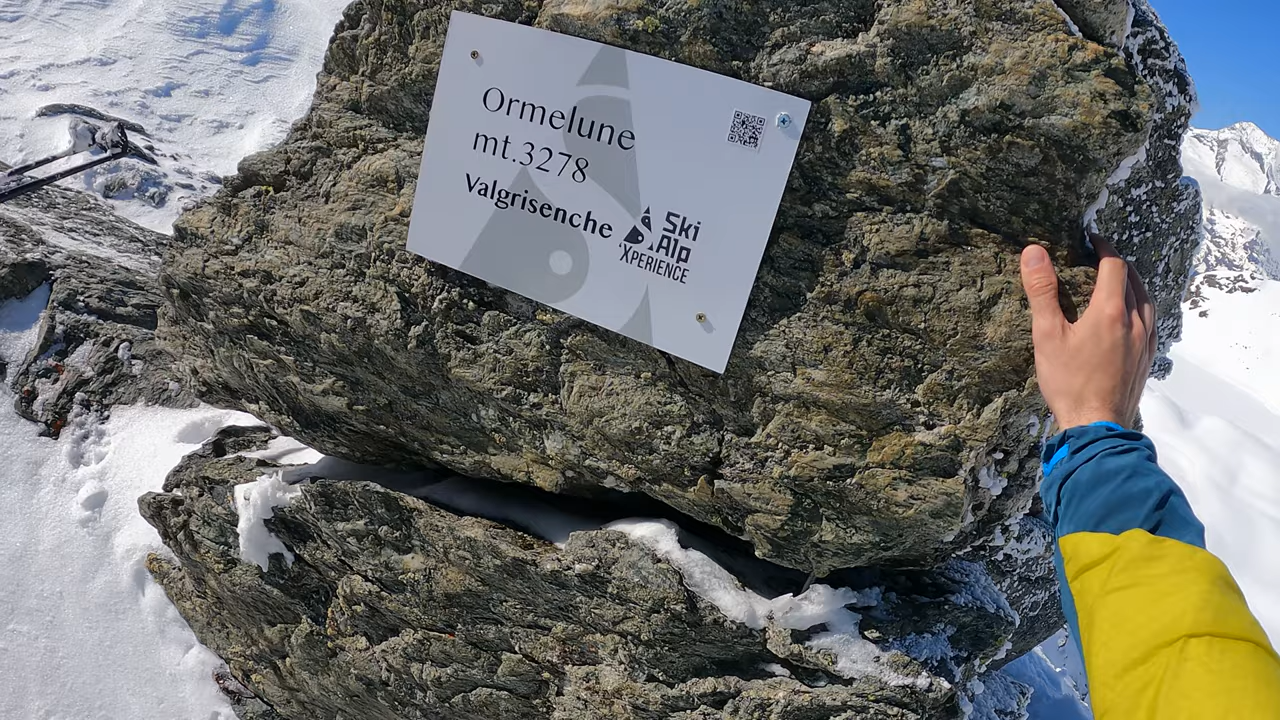 Ormelune
mt.3278
Valgrisenche
Ski
Alp
XPERIENCE